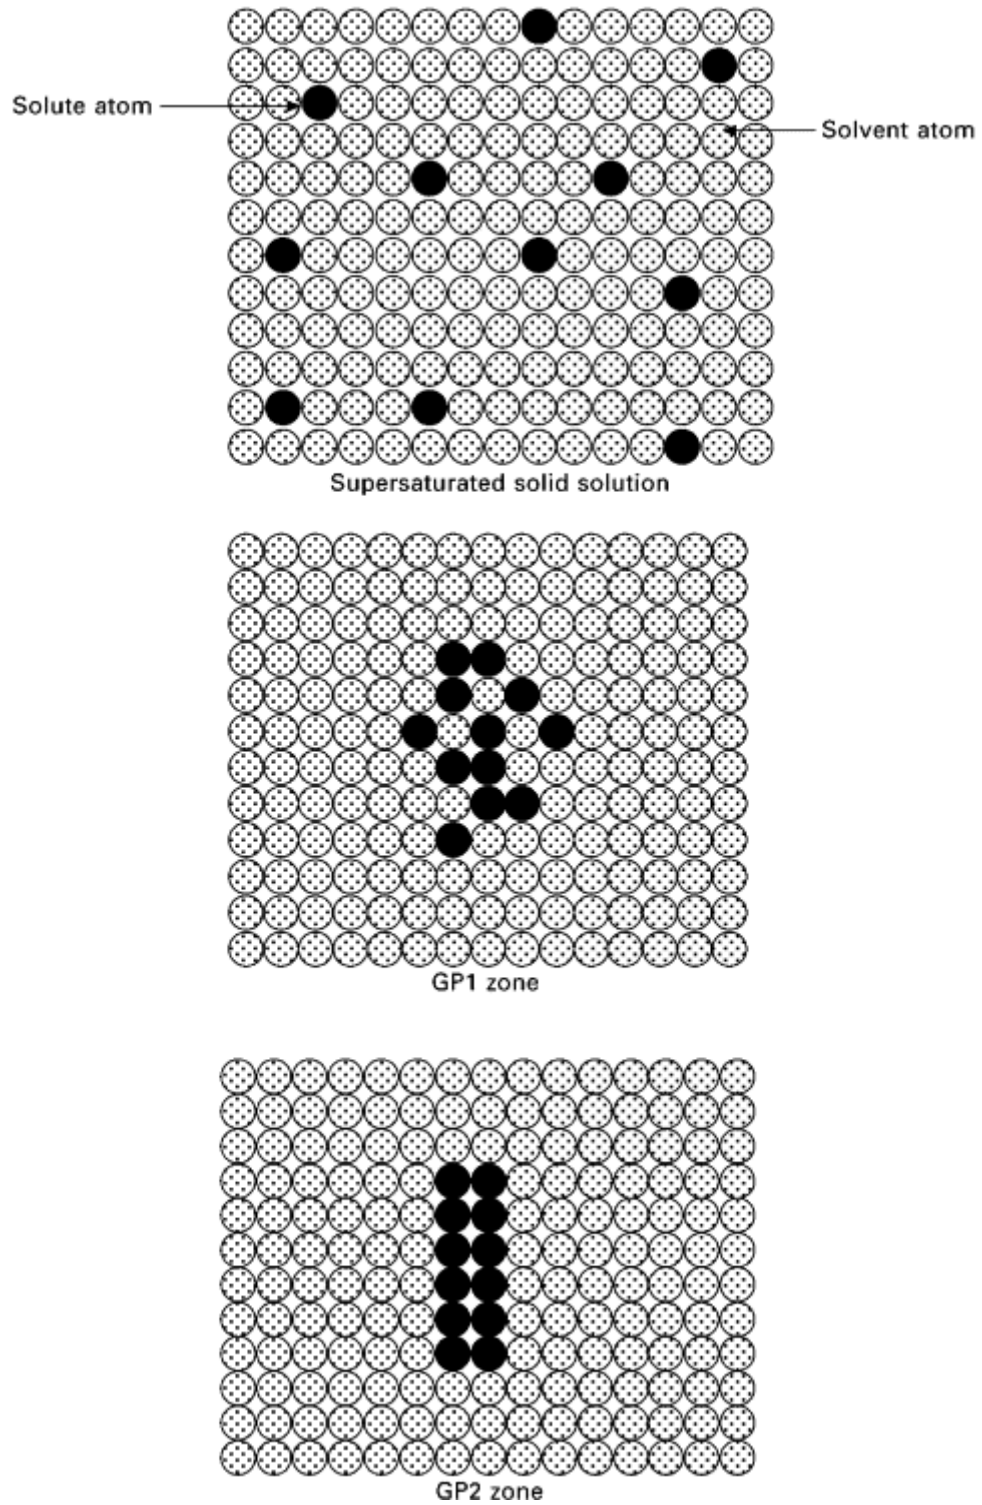 Solute atom
Solvent atom
Supersaturated solid solution
GP1 zone
GP2 zone